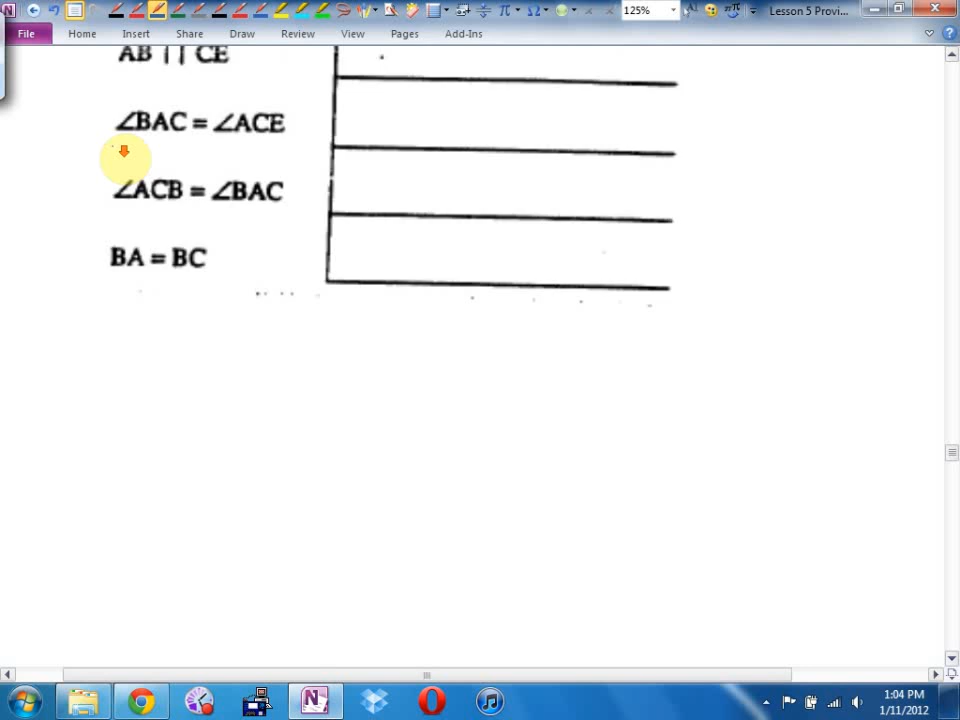 125%
Lesson 5 Provi...
File Home Insert Share Draw Review View Pages Add-Ins
AB || CE
∠BAC = ∠ACE
∠ACB = ∠BAC
BA = BC
1:04 PM
1/11/2012